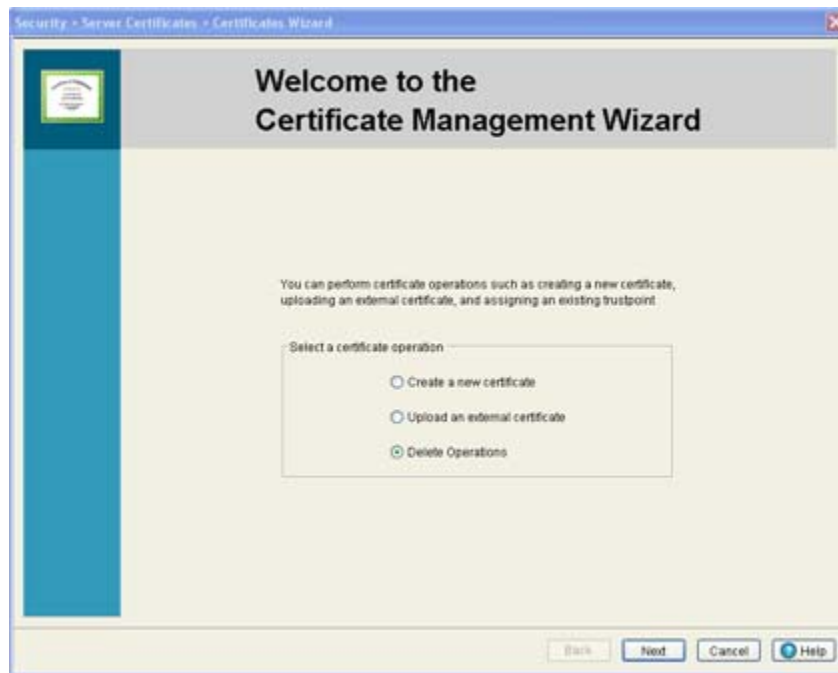 Security > Server Certificates > Certificates Wizard
Welcome to the
Certificate Management Wizard
You can perform certificate operations such as creating a new certificate,
uploading an external certificate, and assigning an existing trustpoint
Select a certificate operation
Create a new certificate
Upload an external certificate
Delete Operations
Back
Next
Cancel
Help